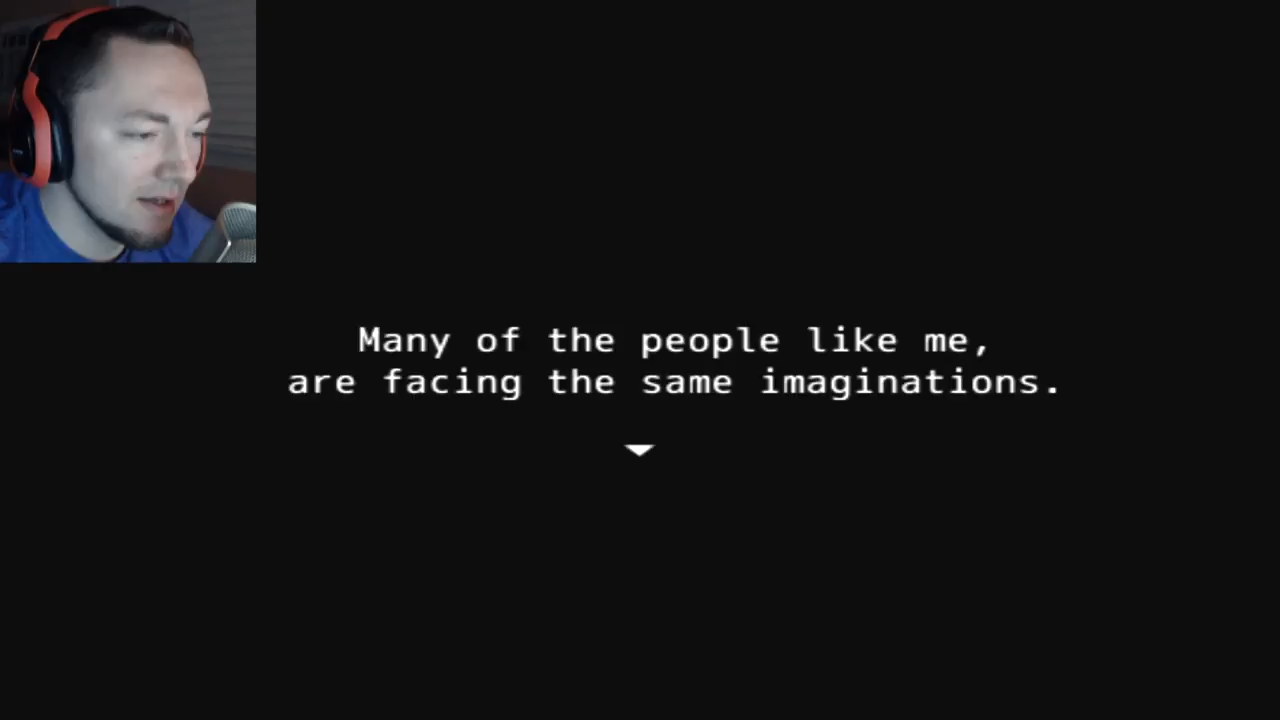 Many of the people like me,
are facing the same imaginations.